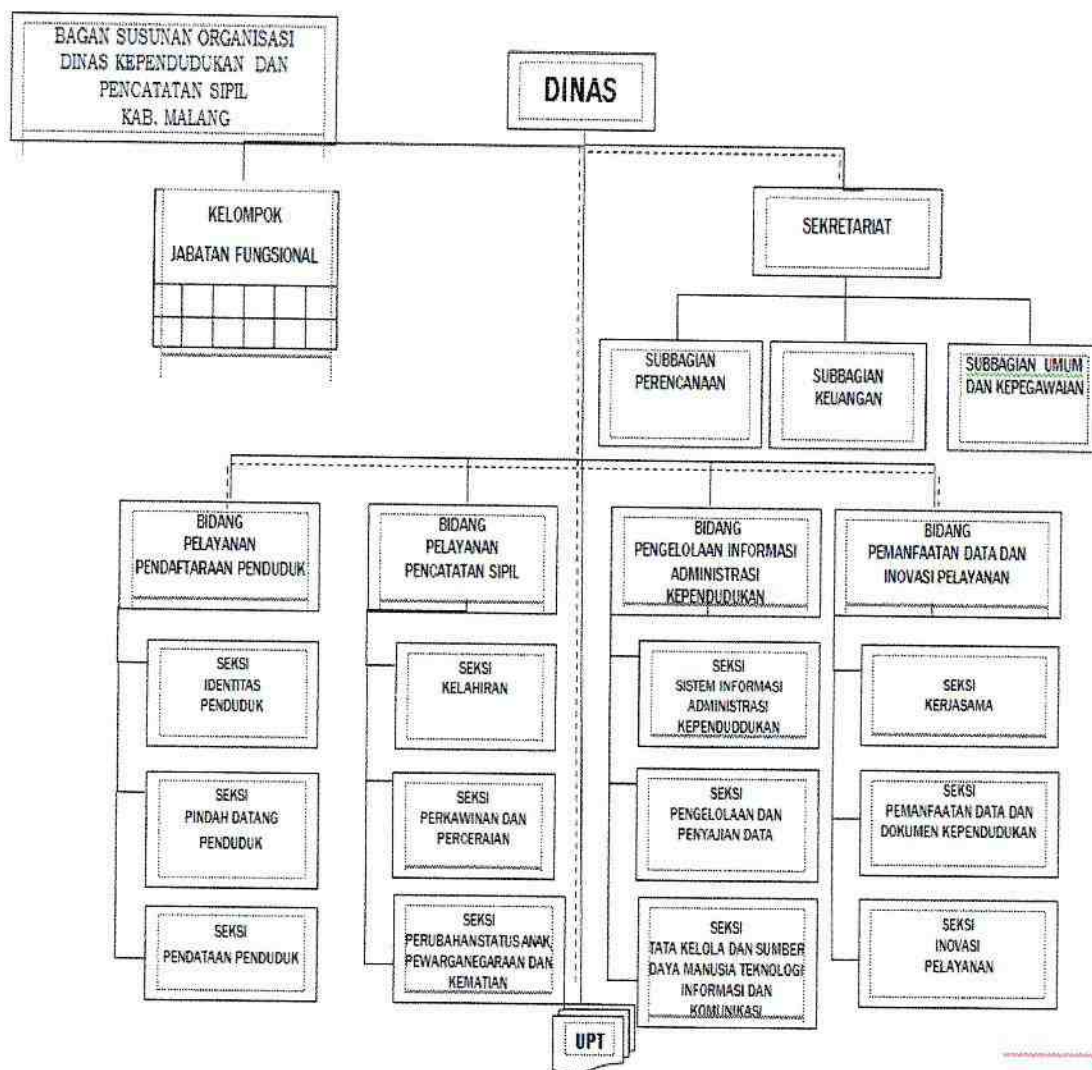 BAGAN SUSUNAN ORGANISASI
DINAS KEPENDUDUKAN DAN
PENCATATAN SIPIL
KAB. MALANG
DINAS
KELOMPOK
JABATAN FUNGSIONAL
SEKRETARIAT
SUBBAGIAN
PERENCANAAN
SUBBAGIAN
KEUANGAN
SUBBAGIAN UMUM
DAN KEPEGAWAIAN
BIDANG
PELAYANAN
PENDAFTARAAN PENDUDUK
BIDANG
PELAYANAN
PENCATATAN SIPIL
BIDANG
PENGELOLAAN INFORMASI
ADMINISTRASI
KEPENDUDUKAN
BIDANG
PEMANFAATAN DATA DAN
INOVASI PELAYANAN
SEKSI
IDENTITAS
PENDUDUK
SEKSI
KELAHIRAN
SEKSI
SISTEM INFORMASI
ADMINISTRASI
KEPENDUDDUKAN
SEKSI
KERJASAMA
SEKSI
PINDAH DATANG
PENDUDUK
SEKSI
PERKAWINAN DAN
PERCERAIAN
SEKSI
PENGELOLAAN DAN
PENYAJIAN DATA
SEKSI
PEMANFAATAN DATA DAN
DOKUMEN KEPENDUDUKAN
SEKSI
PENDATAAN PENDUDUK
SEKSI
PERUBAHANSTATUS ANAK,
PEWARGANEGARAAN DAN
KEMATIAN
SEKSI
TATA KELOLA DAN SUMBER
DAYA MANUSIA TEKNOLOGI
INFORMASI DAN
KOMUNIKASI
SEKSI
INOVASI
PELAYANAN
UPT